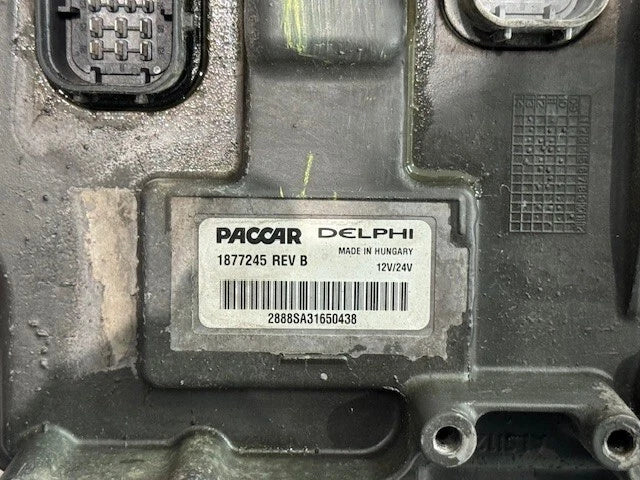 PACCAR DELPHI
MADE IN HUNGARY
1877245 REV B
12V/24V
2888SA31650438